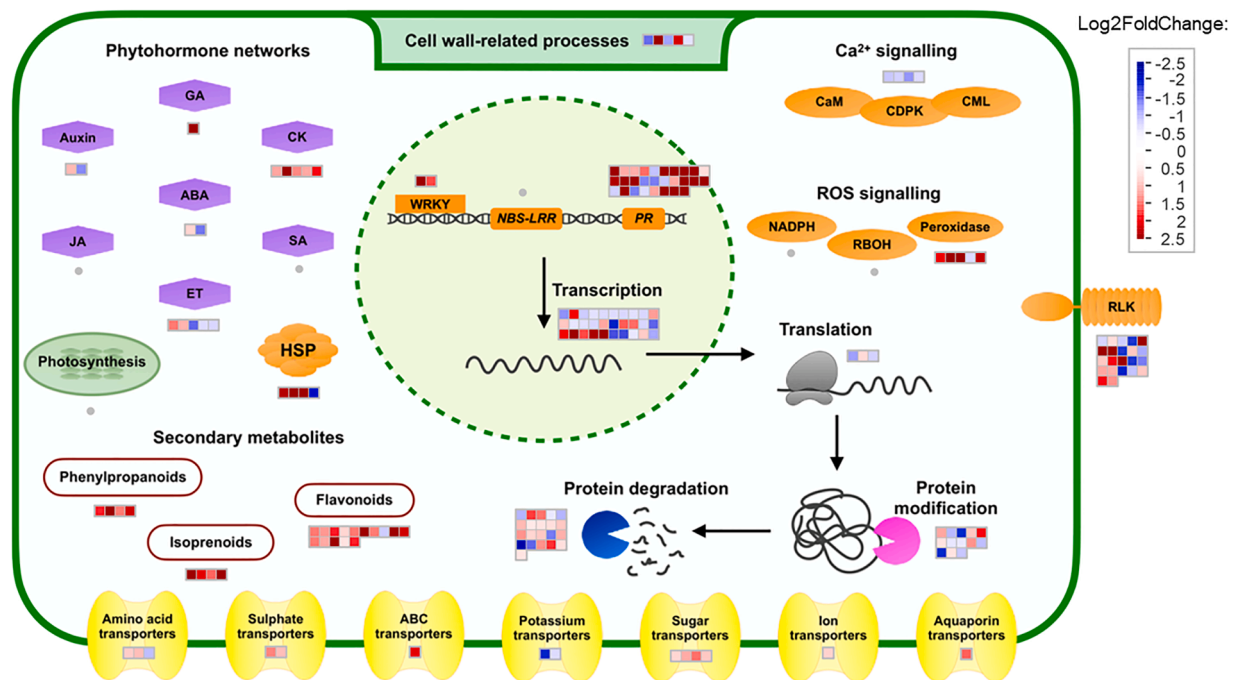 Phytohormone networks
Cell wall-related processes
Ca²⁺ signalling
Log2FoldChange:
-2.5
-2
-1.5
-1
-0.5
0
0.5
1
1.5
2
2.5
GA
Auxin
CK
ABA
JA
SA
ET
CaM
CDPK
CML
WRKY
NBS-LRR
PR
ROS signalling
NADPH
RBOH
Peroxidase
RLK
Transcription
Translation
Photosynthesis
HSP
Secondary metabolites
Phenylpropanoids
Flavonoids
Isoprenoids
Protein degradation
Protein
modification
Amino acid
transporters
Sulphate
transporters
ABC
transporters
Potassium
transporters
Sugar
transporters
Ion
transporters
Aquaporin
transporters